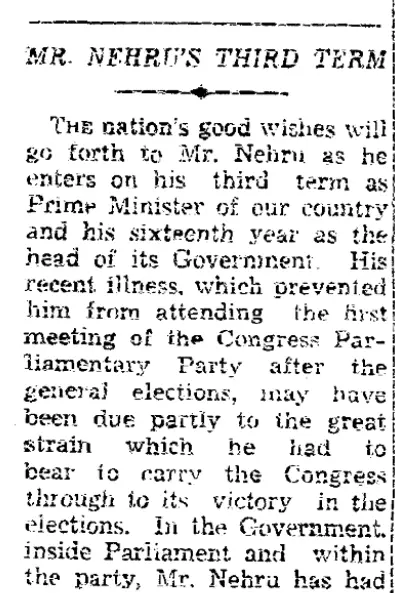 MR. NEHRU'S THIRD TERM
THE nation's good wishes will
go forth to Mr. Nehru as he
enters on his third term as
Prime Minister of our country
and his sixteenth year as the
head of its Government. His
recent illness, which prevented
him from attending the first
meeting of the Congress Par-
liamentary Party after the
general elections, may have
been due partly to the great
strain which he had to
bear to carry the Congress
through to its victory in the
elections. In the Government,
inside Parliament and within
the party, Mr. Nehru has had